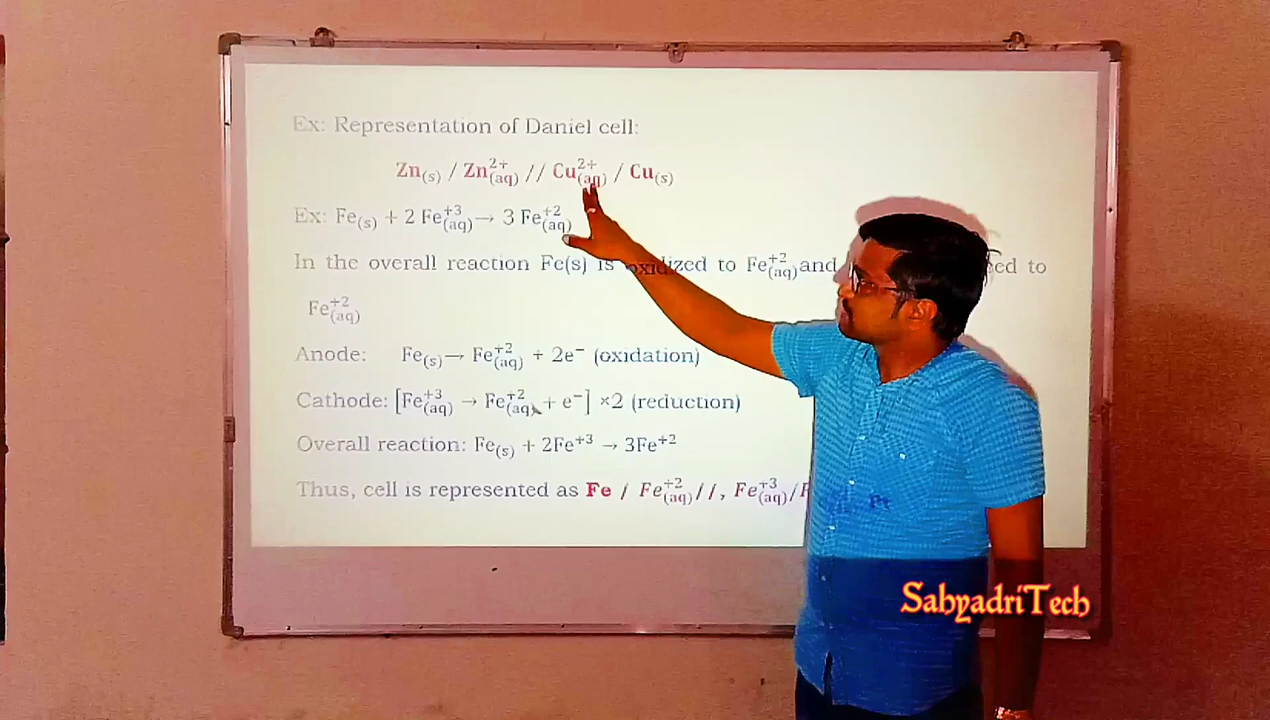 Ex: Representation of Daniel cell:
Zn(s) / Zn²⁺(aq) // Cu²⁺(aq) / Cu(s)
Ex: Fe(s) + 2 Fe⁺³(aq) → 3 Fe⁺²(aq)
In the overall reaction Fe(s) is oxidized to Fe⁺²(aq) and to
Fe⁺²(aq)
Anode: Fe(s) → Fe⁺²(aq) + 2e⁻ (oxidation)
Cathode: [Fe⁺³(aq) → Fe⁺²(aq) + e⁻] ×2 (reduction)
Overall reaction: Fe(s) + 2Fe⁺³ → 3Fe⁺²
Thus, cell is represented as Fe / Fe⁺²(aq)//, Fe⁺³(aq)/ Pt
SahyadriTech